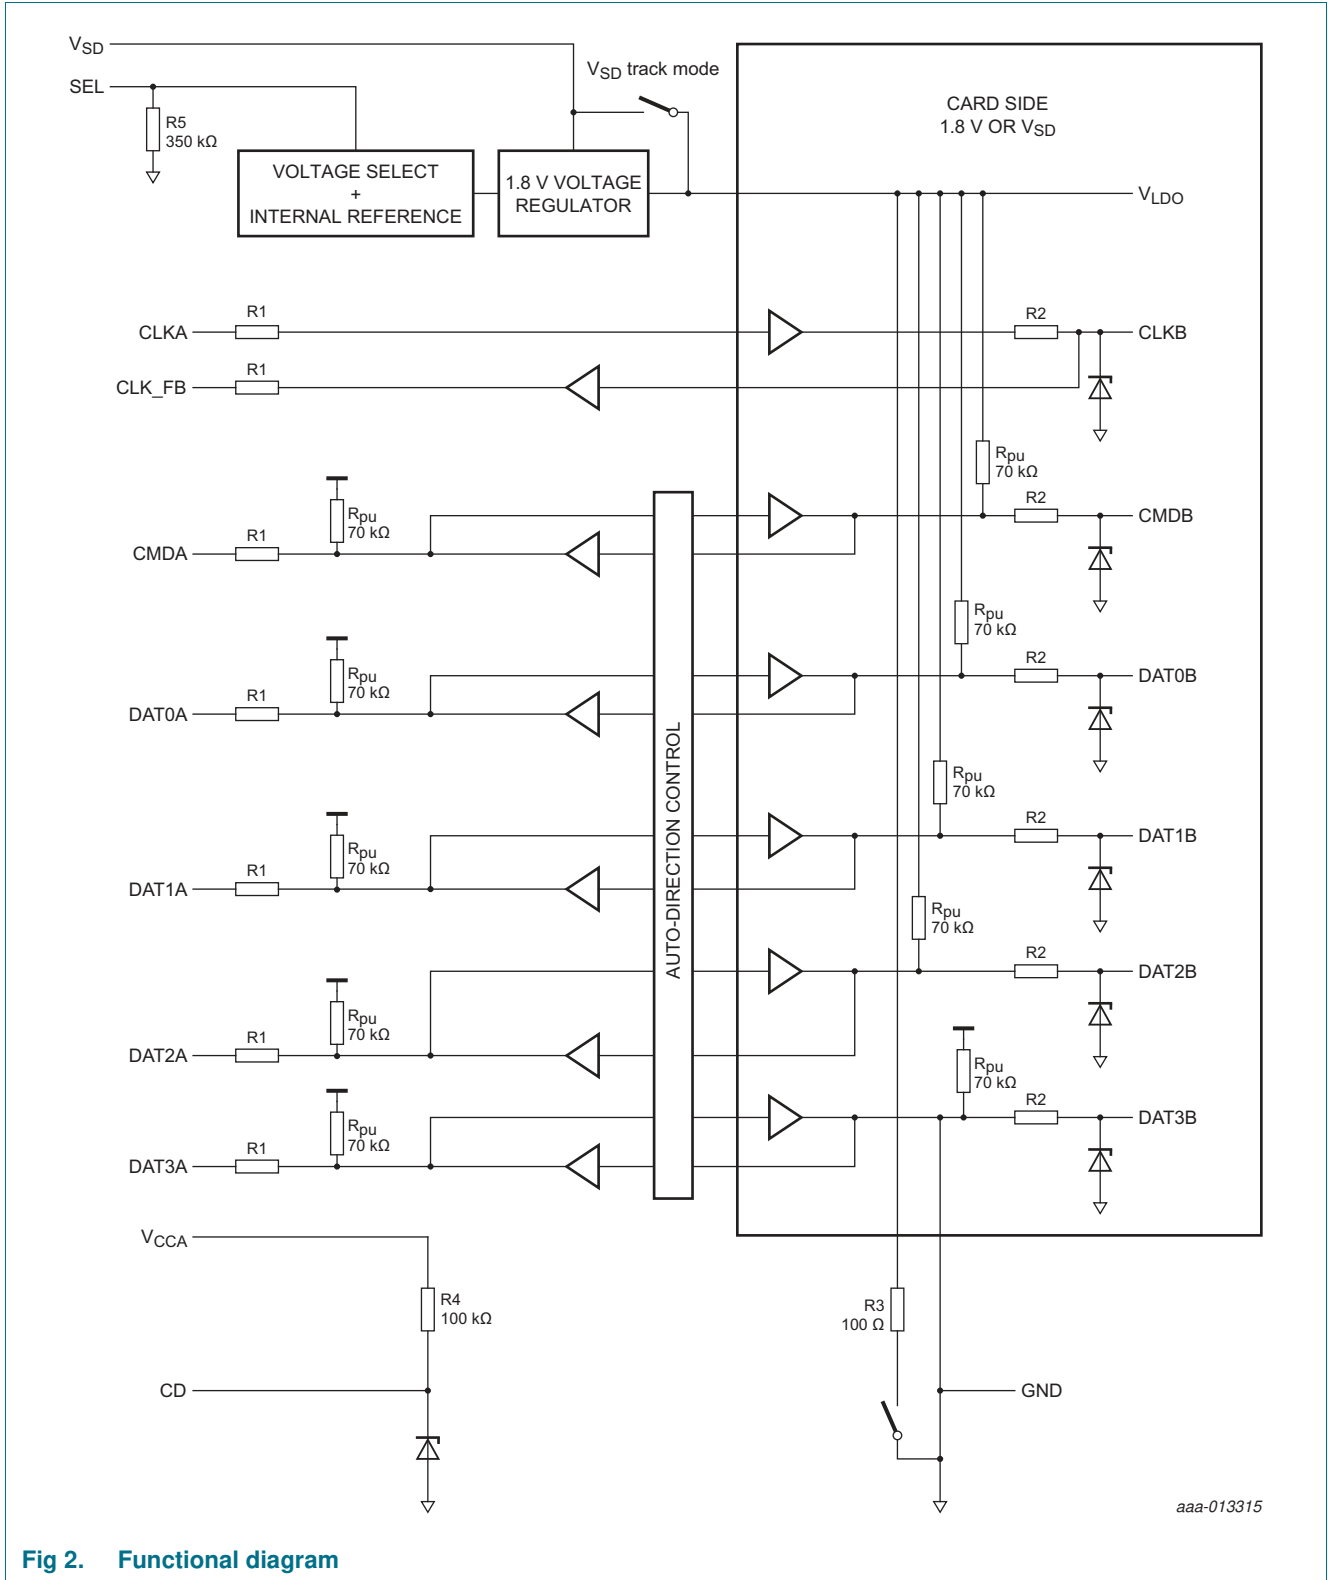 VSD
VSD track mode
SEL
CARD SIDE
1.8 V OR VSD
R5
350 kΩ
VOLTAGE SELECT
+
INTERNAL REFERENCE
1.8 V VOLTAGE
REGULATOR
VLDO
R1
R2
CLKA
CLKB
R1
CLK_FB
Rpu
70 kΩ
R2
CMDB
Rpu
70 kΩ
R1
CMDA
Rpu
70 kΩ
R2
DAT0B
Rpu
70 kΩ
R1
DAT0A
AUTO-DIRECTION CONTROL
Rpu
70 kΩ
R2
DAT1B
Rpu
70 kΩ
R1
DAT1A
Rpu
70 kΩ
R2
DAT2B
Rpu
70 kΩ
R1
DAT2A
Rpu
70 kΩ
R2
DAT3B
Rpu
70 kΩ
R1
DAT3A
VCCA
R4
100 kΩ
R3
100 Ω
CD
GND
aaa-013315
Fig 2. Functional diagram